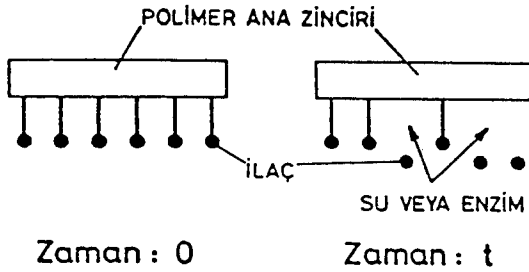 POLİMER ANA ZİNCİRİ
İLAÇ
SU VEYA ENZİM
Zaman : 0
Zaman : t